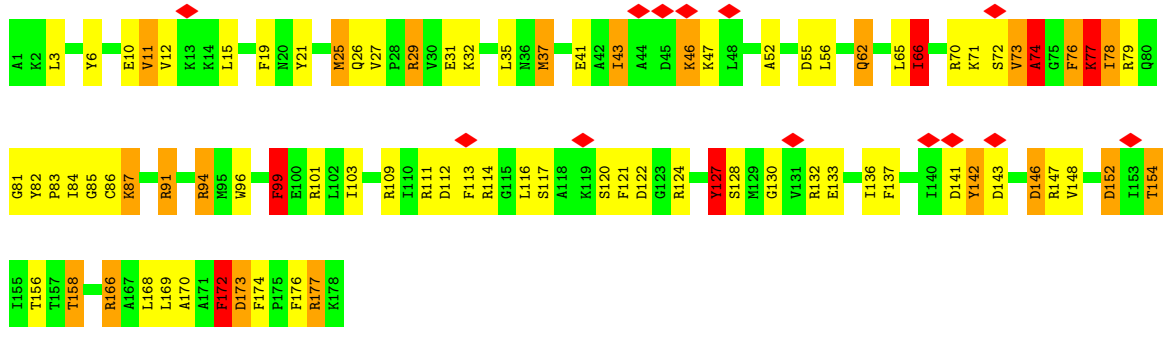 A1 K2 L3 Y6 E10 V11 V12 K13 K14 L15 F19 N20 Y21 M25 Q26 V27 P28 R29 V30 E31 K32 L35 N36 M37 E41 A42 I43 A44 D45 K46 K47 L48 A52 D55 L56 Q62 L65 I66 R70 K71 S72 V73 A74 G75 F76 K77 I78 R79 Q80
G81 Y82 P83 I84 G85 C86 K87 R91 R94 M95 W96 F99 E100 R101 L102 I103 R109 I110 R111 D112 F113 R114 G115 L116 S117 A118 K119 S120 F121 D122 G123 R124 Y127 S128 M129 G130 V131 R132 E133 I136 F137 I140 D141 Y142 D143 D146 R147 V148 D152 I153 T154
I155 T156 T157 T158 R166 A167 L168 L169 A170 A171 F172 D173 F174 P175 F176 R177 K178